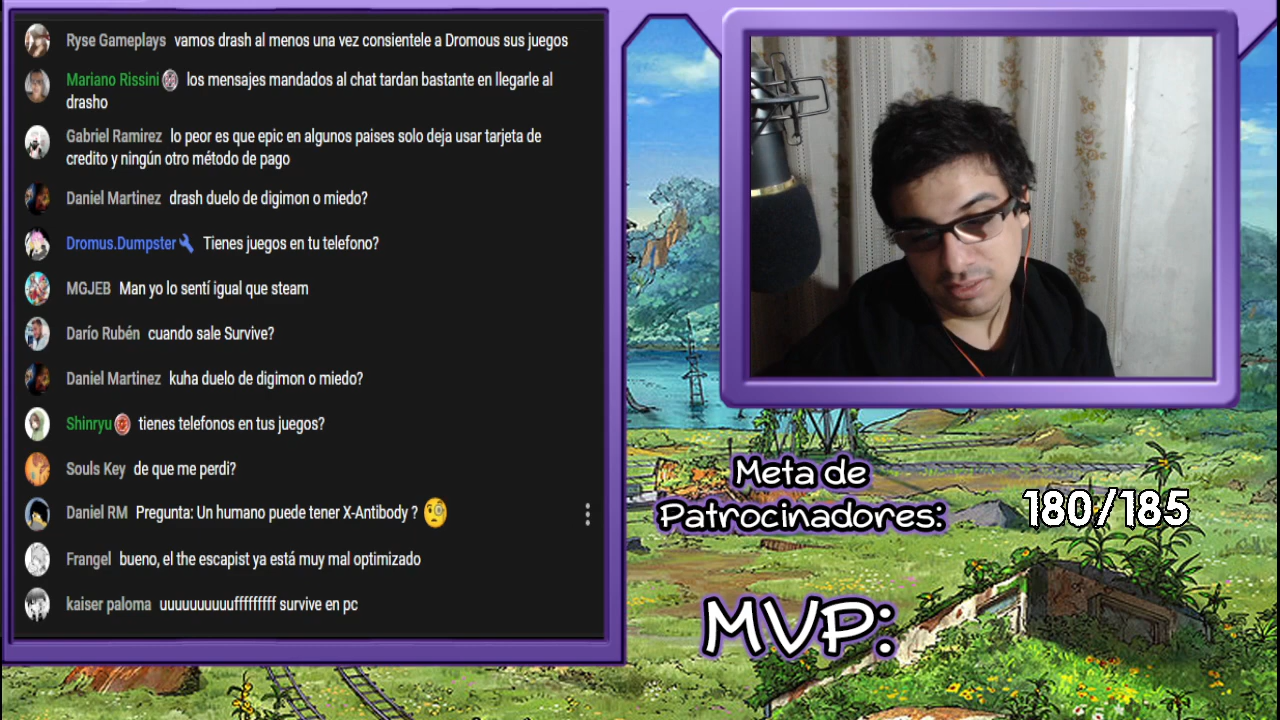 Ryse Gameplays vamos drash al menos una vez consientele a Dromous sus juegos
Mariano Rissini los mensajes mandados al chat tardan bastante en llegarle al
drasho
Gabriel Ramirez lo peor es que epic en algunos paises solo deja usar tarjeta de
credito y ningún otro método de pago
Daniel Martinez drash duelo de digimon o miedo?
Dromus.Dumpster Tienes juegos en tu telefono?
MGJEB Man yo lo sentí igual que steam
Darío Rubén cuando sale Survive?
Daniel Martinez kuha duelo de digimon o miedo?
Shinryu tienes telefonos en tus juegos?
Souls Key de que me perdi?
Daniel RM Pregunta: Un humano puede tener X-Antibody ? 🧐
Frangel bueno, el the escapist ya está muy mal optimizado
kaiser paloma uuuuuuuuuufffffffff survive en pc
Meta de
Patrocinadores:
180/185
MVP: